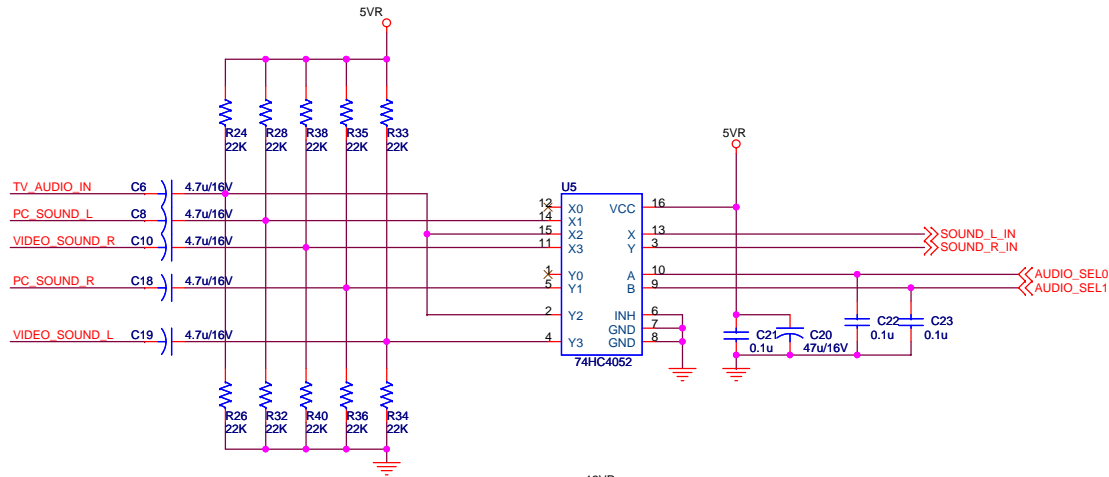 5VR
R24 R28 R38 R35 R33
22K 22K 22K 22K 22K
5VR
TV_AUDIO_IN C6 4.7u/16V
PC_SOUND_L C8 4.7u/16V
VIDEO_SOUND_R C10 4.7u/16V
PC_SOUND_R C18 4.7u/16V
VIDEO_SOUND_L C19 4.7u/16V
U5
12 X0 VCC 16
14 X1
15 X2 X 13 SOUND_L_IN
11 X3 Y 3 SOUND_R_IN
1 Y0 A 10 AUDIO_SEL0
5 Y1 B 9 AUDIO_SEL1
2 Y2 INH 6
GND 7
4 Y3 GND 8
74HC4052
C21 C20 C22 C23
0.1u 47u/16V 0.1u 0.1u
R26 R32 R40 R36 R34
22K 22K 22K 22K 22K